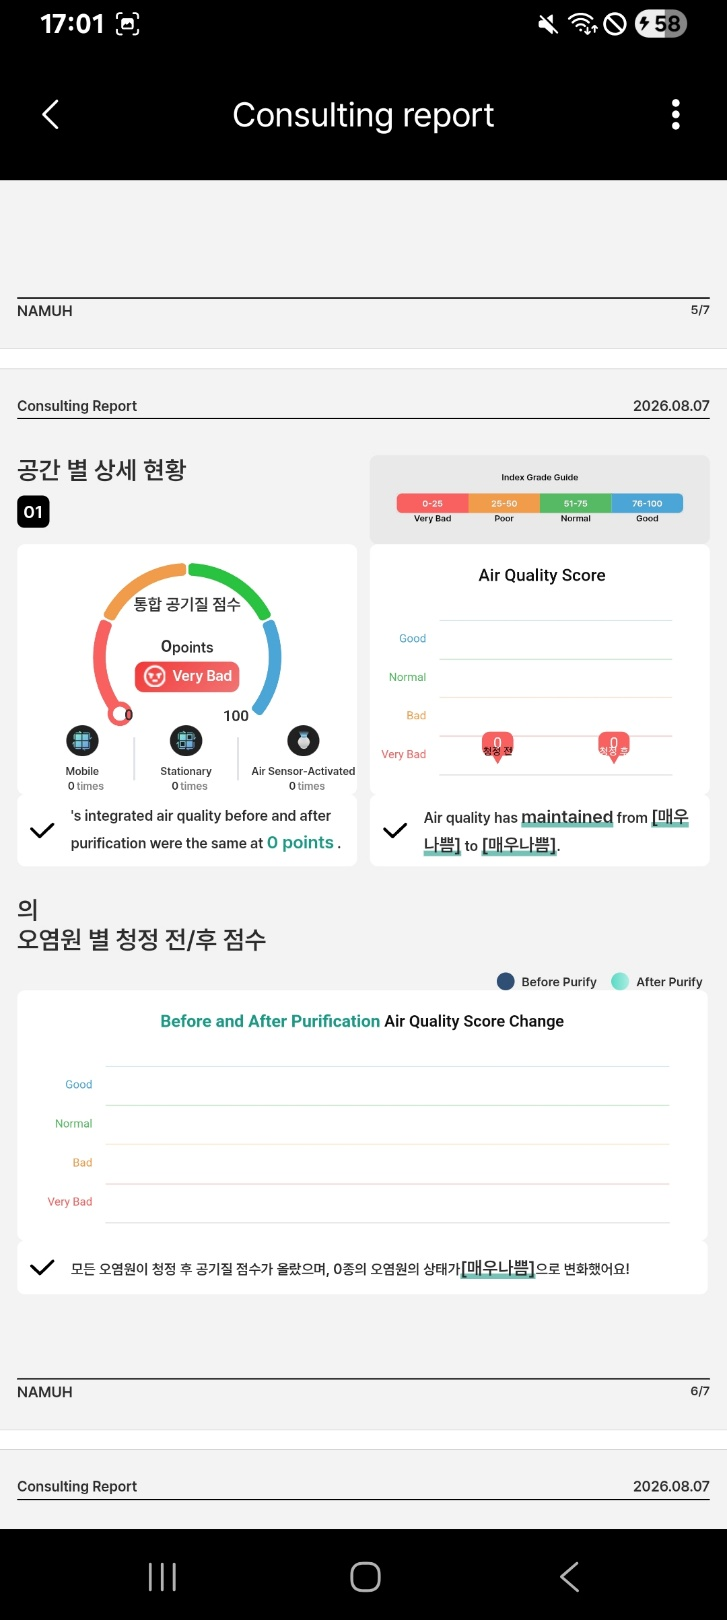 17:01
58
Consulting report
NAMUH 5/7
Consulting Report 2026.08.07
공간 별 상세 현황
01
Index Grade Guide
0-25 25-50 51-75 76-100
Very Bad Poor Normal Good
통합 공기질 점수
0points
Very Bad
0 100
Mobile
0 times
Stationary
0 times
Air Sensor-Activated
0 times
's integrated air quality before and after
purification were the same at 0 points .
Air Quality Score
Good
Normal
Bad
Very Bad
0
청정 전
0
청정 후
Air quality has maintained from [매우
나쁨] to [매우나쁨].
의
오염원 별 청정 전/후 점수
Before Purify After Purify
Before and After Purification Air Quality Score Change
Good
Normal
Bad
Very Bad
모든 오염원이 청정 후 공기질 점수가 올랐으며, 0종의 오염원의 상태가[매우나쁨]으로 변화했어요!
NAMUH 6/7
Consulting Report 2026.08.07